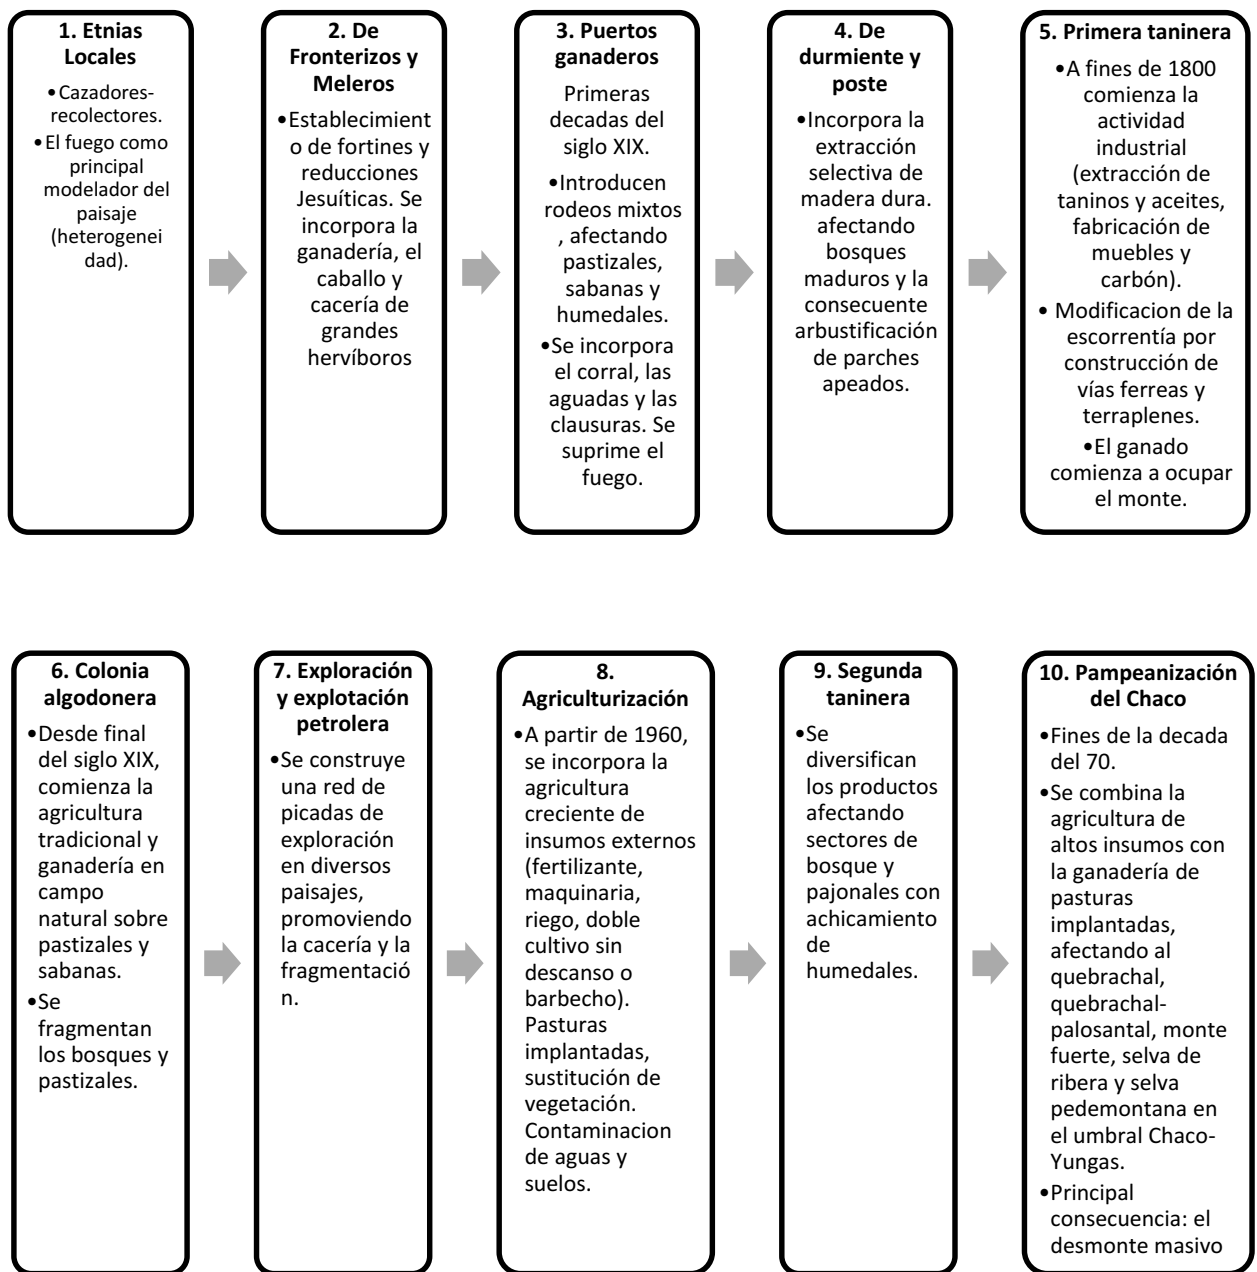 1. Etnias
Locales
•Cazadores-
recolectores.
•El fuego como
principal
modelador del
paisaje
(heterogenei
dad).
2. De
Fronterizos y
Meleros
•Establecimient
o de fortines y
reducciones
Jesuíticas. Se
incorpora la
ganadería, el
caballo y
cacería de
grandes
hervíboros
3. Puertos
ganaderos
Primeras
decadas del
siglo XIX.
•Introducen
rodeos mixtos
, afectando
pastizales,
sabanas y
humedales.
•Se incorpora
el corral, las
aguadas y las
clausuras. Se
suprime el
fuego.
4. De
durmiente y
poste
•Incorpora la
extracción
selectiva de
madera dura.
afectando
bosques
maduros y la
consecuente
arbustificación
de parches
apeados.
5. Primera taninera
•A fines de 1800
comienza la
actividad
industrial
(extracción de
taninos y aceites,
fabricación de
muebles y
carbón).
• Modificacion de la
escorrentía por
construcción de
vías ferreas y
terraplenes.
•El ganado
comienza a ocupar
el monte.
6. Colonia
algodonera
•Desde final
del siglo XIX,
comienza la
agricultura
tradicional y
ganadería en
campo
natural sobre
pastizales y
sabanas.
•Se
fragmentan
los bosques y
pastizales.
7. Exploración
y explotación
petrolera
•Se construye
una red de
picadas de
exploración
en diversos
paisajes,
promoviendo
la cacería y la
fragmentació
n.
8.
Agriculturización
•A partir de 1960,
se incorpora la
agricultura
creciente de
insumos externos
(fertilizante,
maquinaria,
riego, doble
cultivo sin
descanso o
barbecho).
Pasturas
implantadas,
sustitución de
vegetación.
Contaminacion
de aguas y
suelos.
9. Segunda
taninera
•Se
diversifican
los productos
afectando
sectores de
bosque y
pajonales con
achicamiento
de
humedales.
10. Pampeanización
del Chaco
•Fines de la decada
del 70.
•Se combina la
agricultura de
altos insumos con
la ganadería de
pasturas
implantadas,
afectando al
quebrachal,
quebrachal-
palosantal, monte
fuerte, selva de
ribera y selva
pedemontana en
el umbral Chaco-
Yungas.
•Principal
consecuencia: el
desmonte masivo